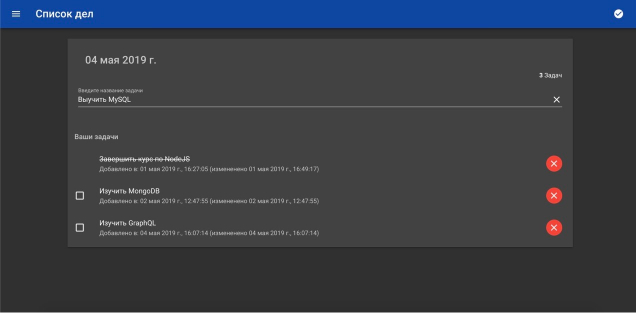 Список дел
04 мая 2019 г.
3 Задач
Введите название задачи
Выучить MySQL
Ваши задачи
Завершить курс по NodeJS
Добавлено в: 01 мая 2019 г., 16:27:05 (измененено 01 мая 2019 г., 16:49:17)
Изучить MongoDB
Добавлено в: 02 мая 2019 г., 12:47:55 (измененено 02 мая 2019 г., 12:47:55)
Изучить GraphQL
Добавлено в: 04 мая 2019 г., 16:07:14 (измененено 04 мая 2019 г., 16:07:14)